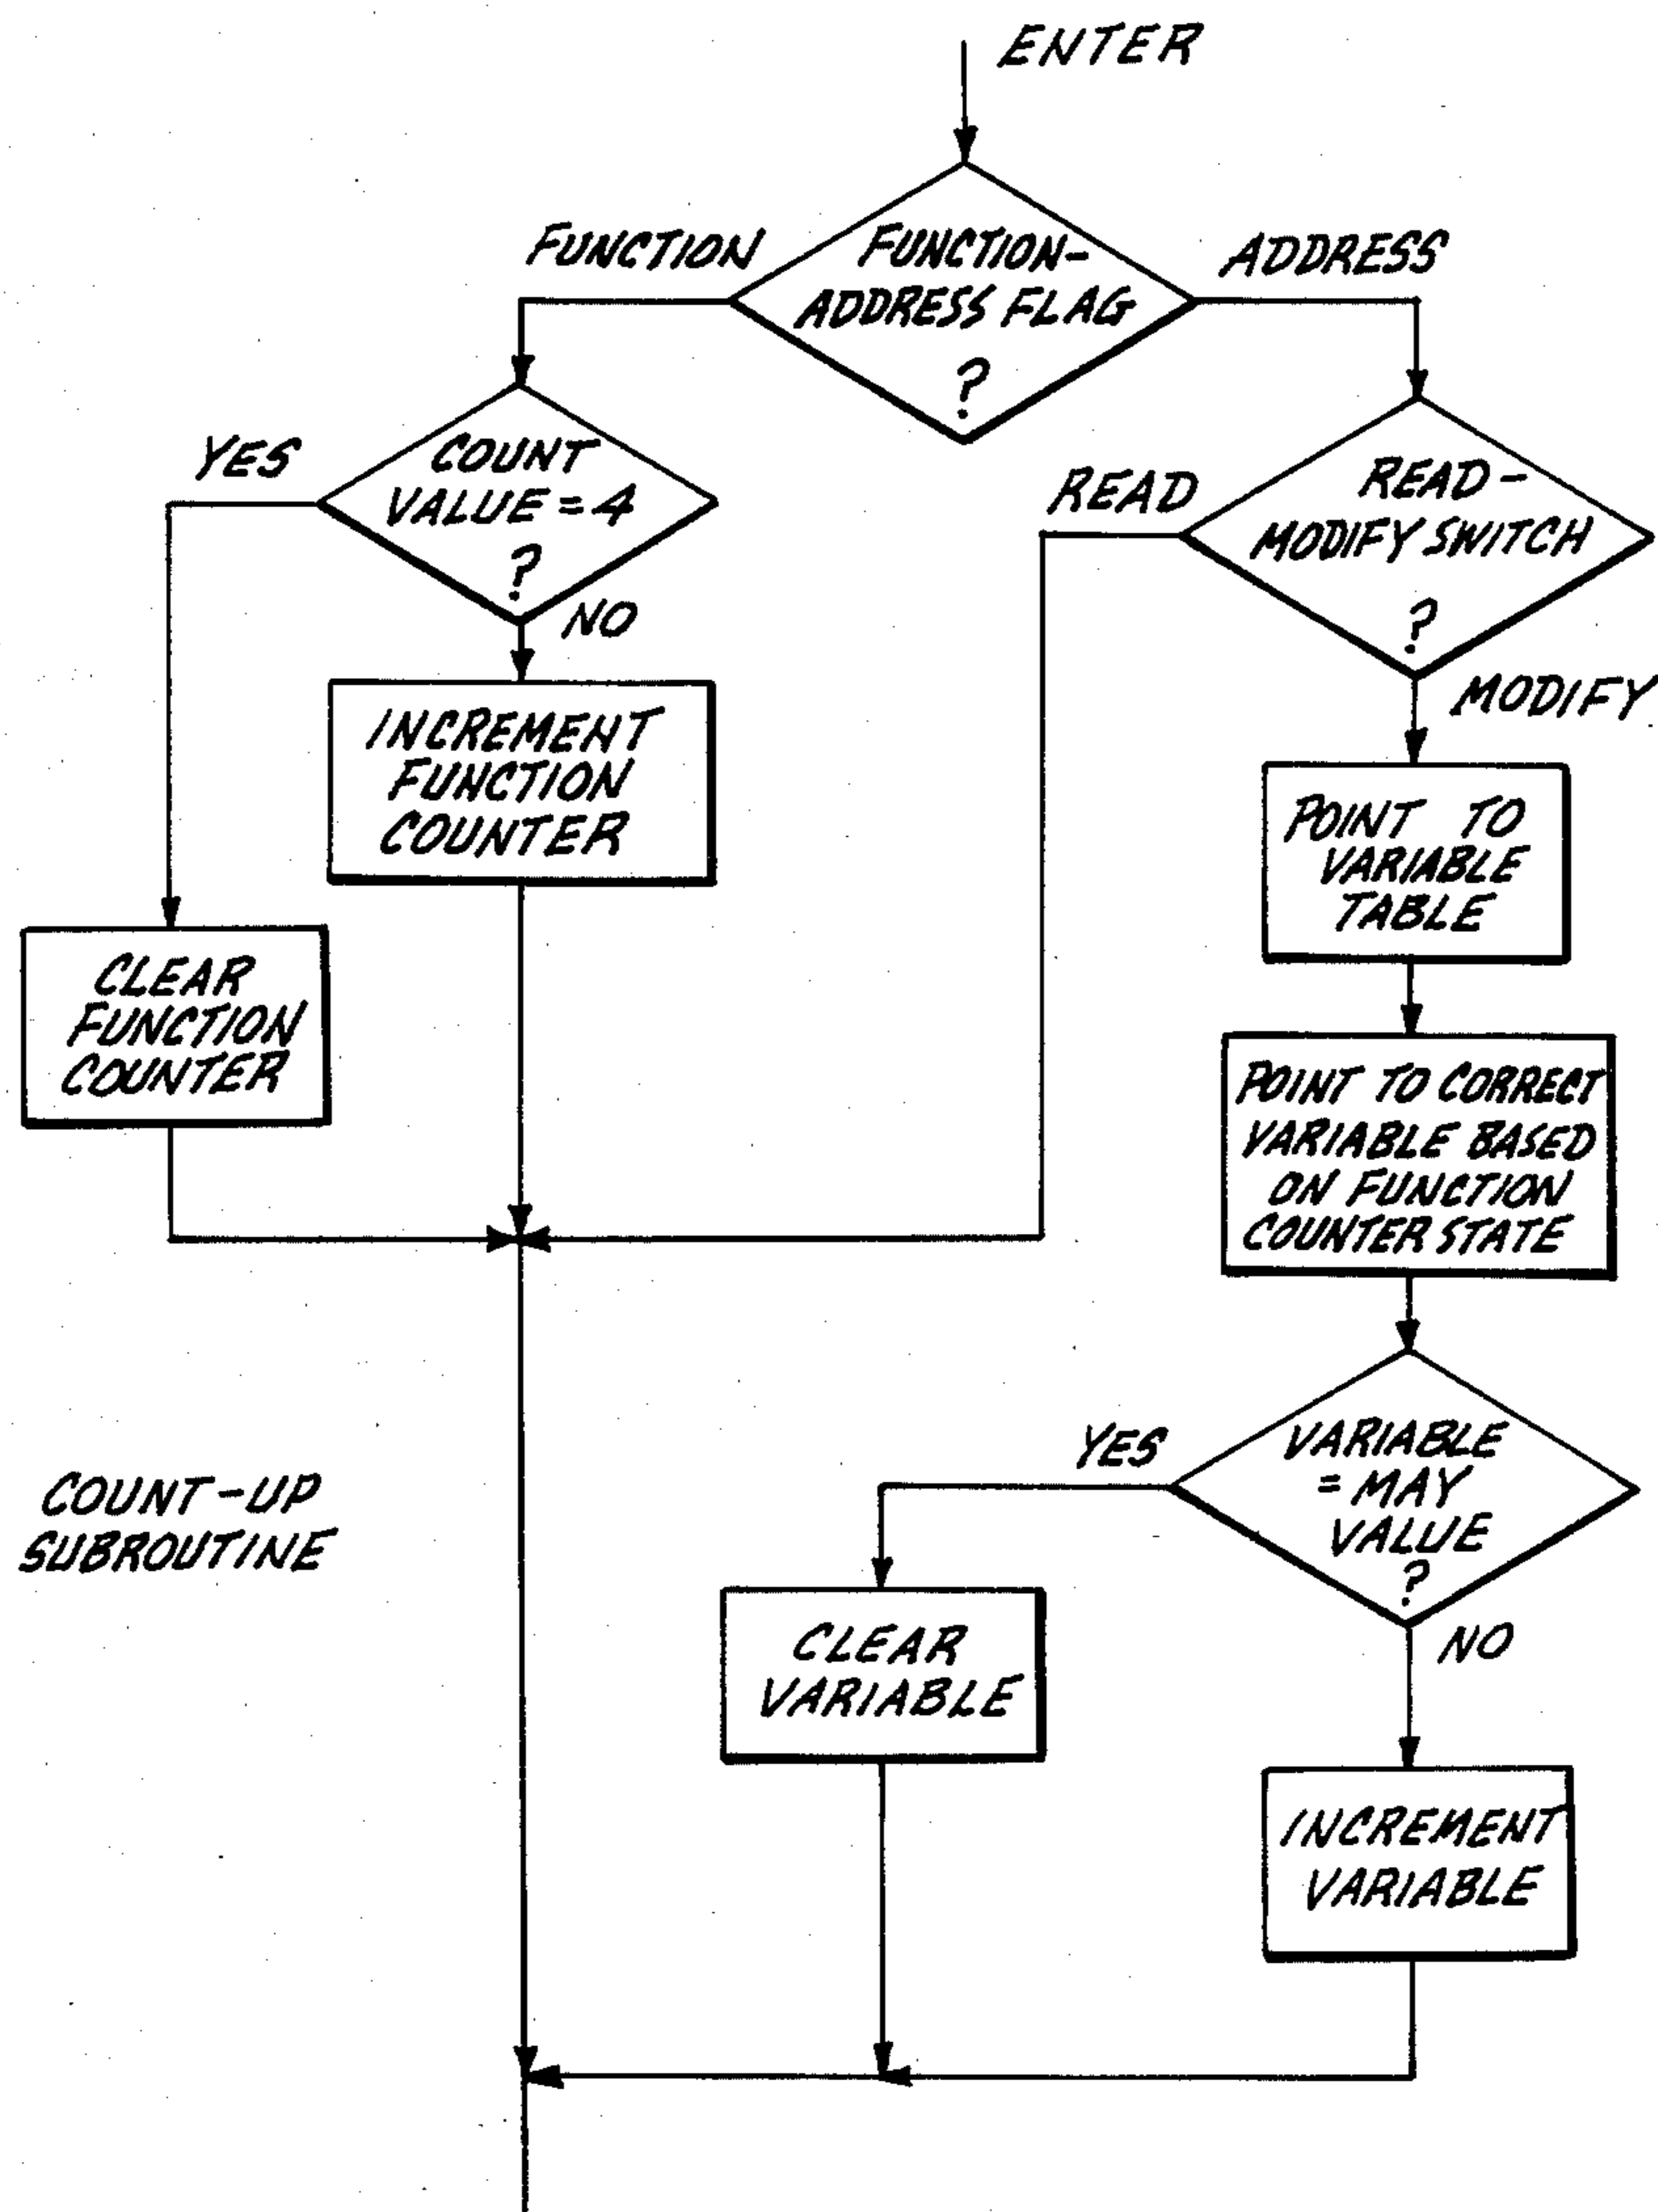 ENTER
FUNCTION
FUNCTION-
ADDRESS FLAG
?
ADDRESS
YES
COUNT
VALUE = 4
?
NO
READ
READ -
MODIFY SWITCH
?
MODIFY
INCREMENT
FUNCTION
COUNTER
POINT TO
VARIABLE
TABLE
CLEAR
FUNCTION
COUNTER
POINT TO CORRECT
VARIABLE BASED
ON FUNCTION
COUNTER STATE
COUNT-UP
SUBROUTINE
YES
VARIABLE
= MAY
VALUE
?
NO
CLEAR
VARIABLE
INCREMENT
VARIABLE